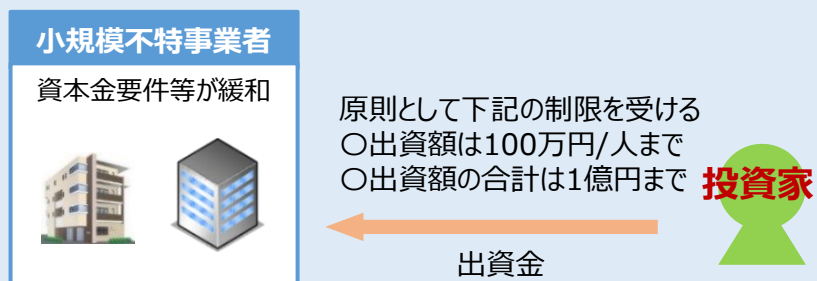 小規模不特事業者
資本金要件等が緩和
原則として下記の制限を受ける
〇出資額は100万円/人まで
〇出資額の合計は1億円まで
投資家
出資金